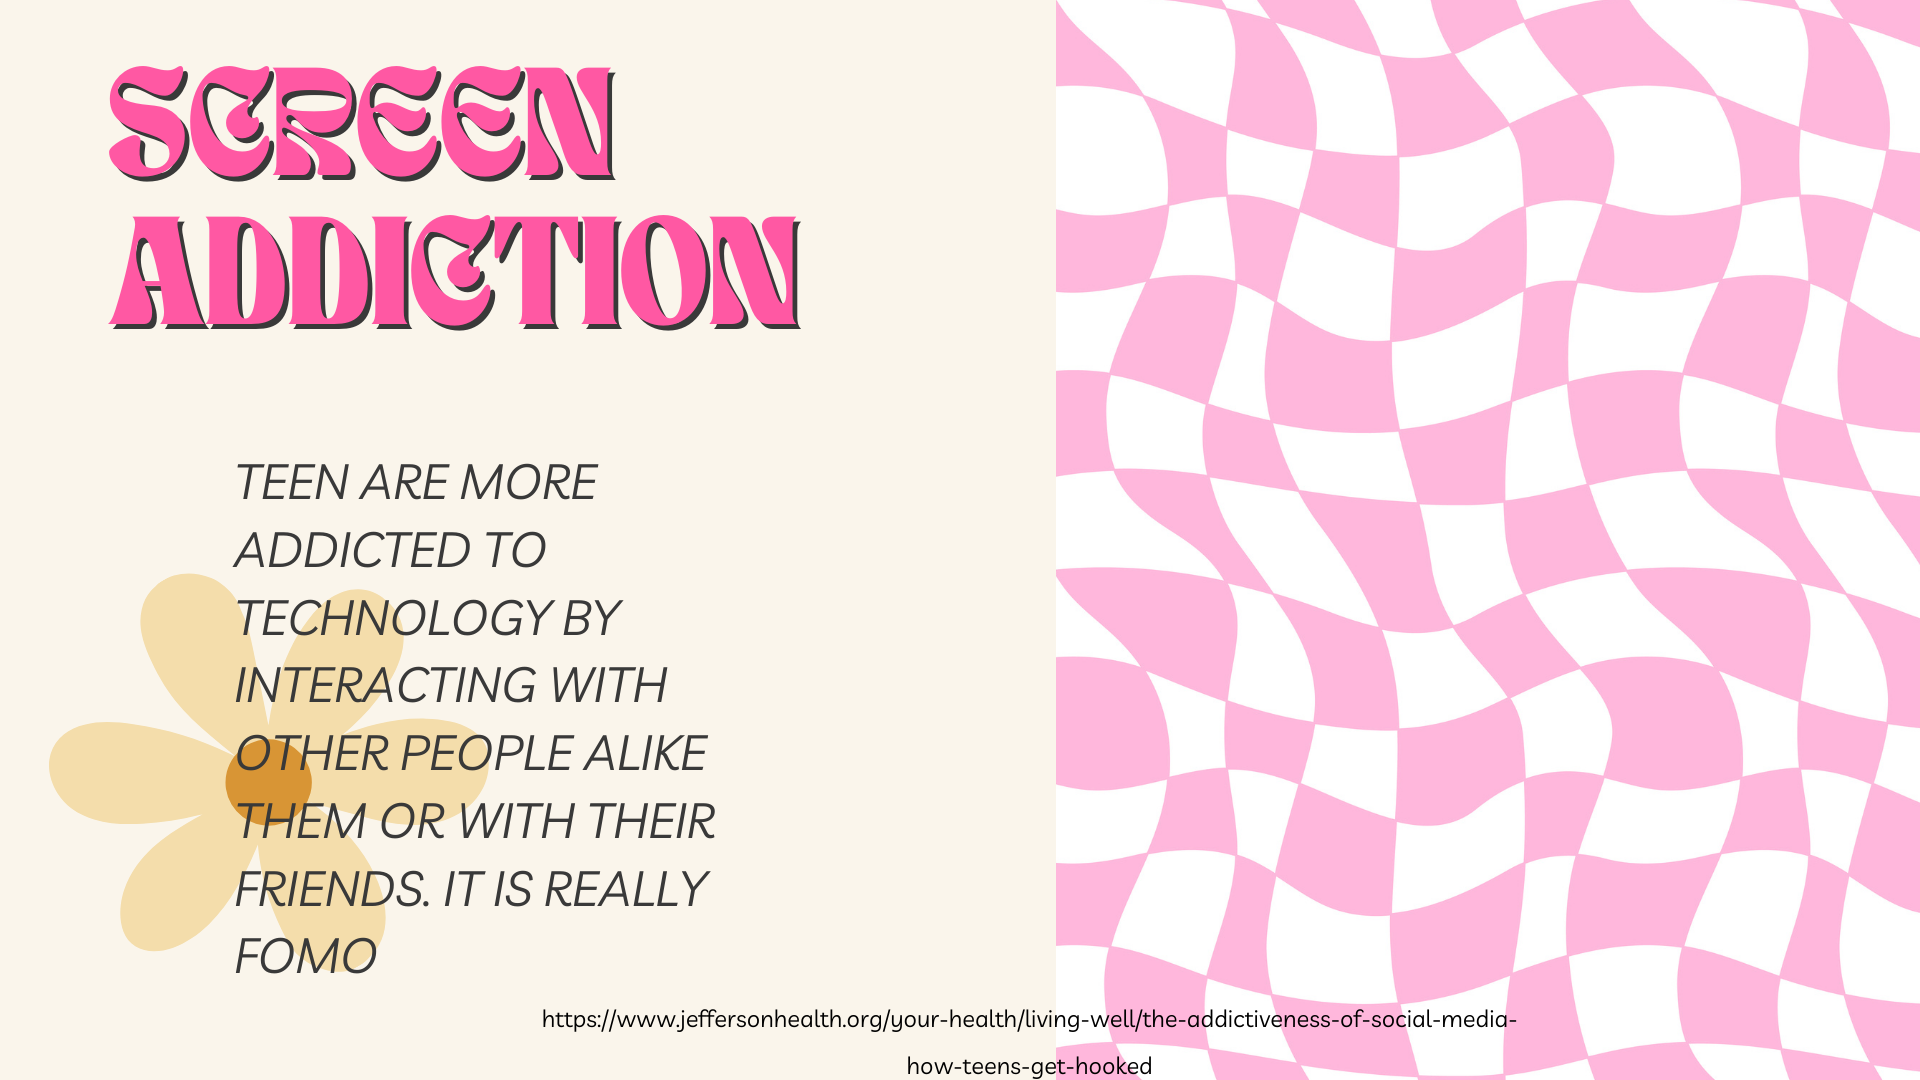 SCREEN
ADDICTION
TEEN ARE MORE
ADDICTED TO
TECHNOLOGY BY
INTERACTING WITH
OTHER PEOPLE ALIKE
THEM OR WITH THEIR
FRIENDS. IT IS REALLY
FOMO
https://www.jeffersonhealth.org/your-health/living-well/the-addictiveness-of-social-media-
how-teens-get-hooked